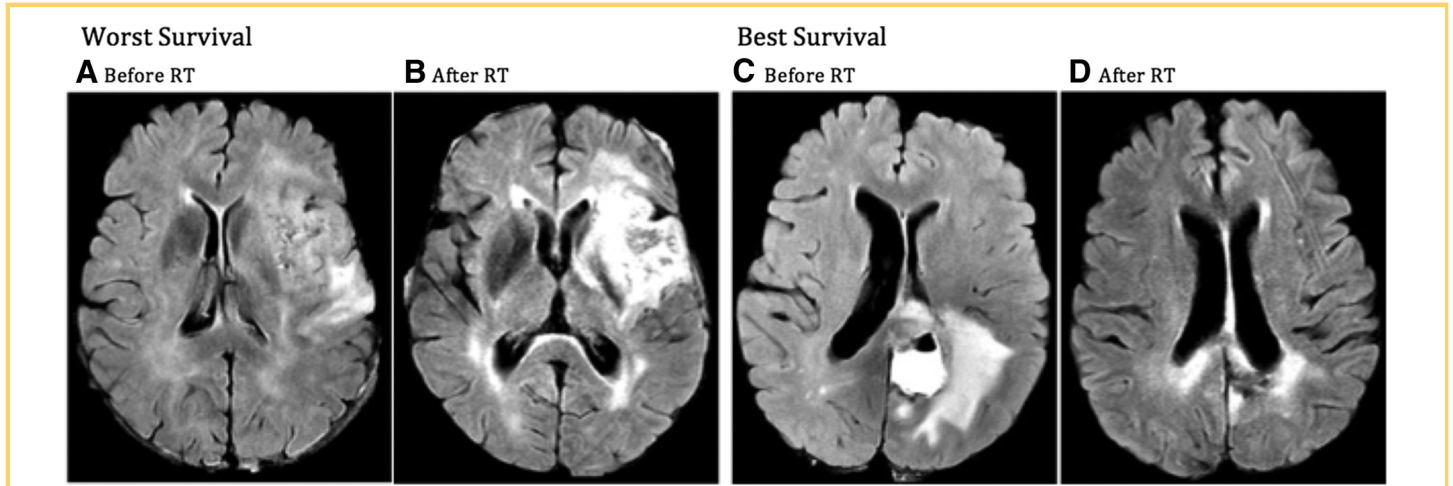 Worst Survival
Best Survival
A Before RT
B After RT
C Before RT
D After RT